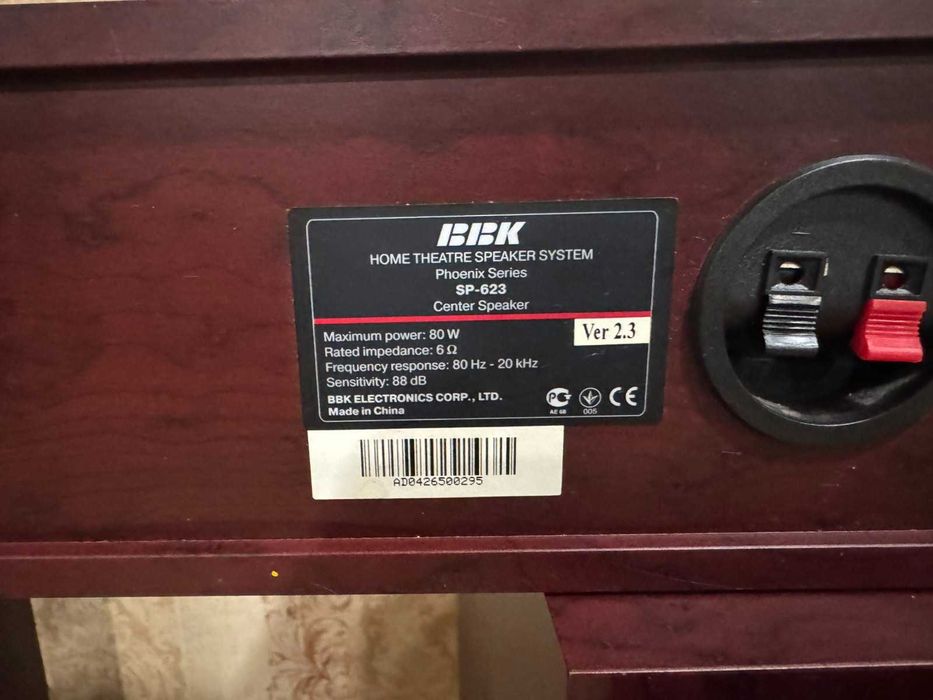 BBK
HOME THEATRE SPEAKER SYSTEM
Phoenix Series
SP-623
Center Speaker
Ver 2.3
Maximum power: 80 W
Rated impedance: 6 Ω
Frequency response: 80 Hz - 20 kHz
Sensitivity: 88 dB
BBK ELECTRONICS CORP., LTD.
Made in China
AE 68
005
CE
AD0426500295